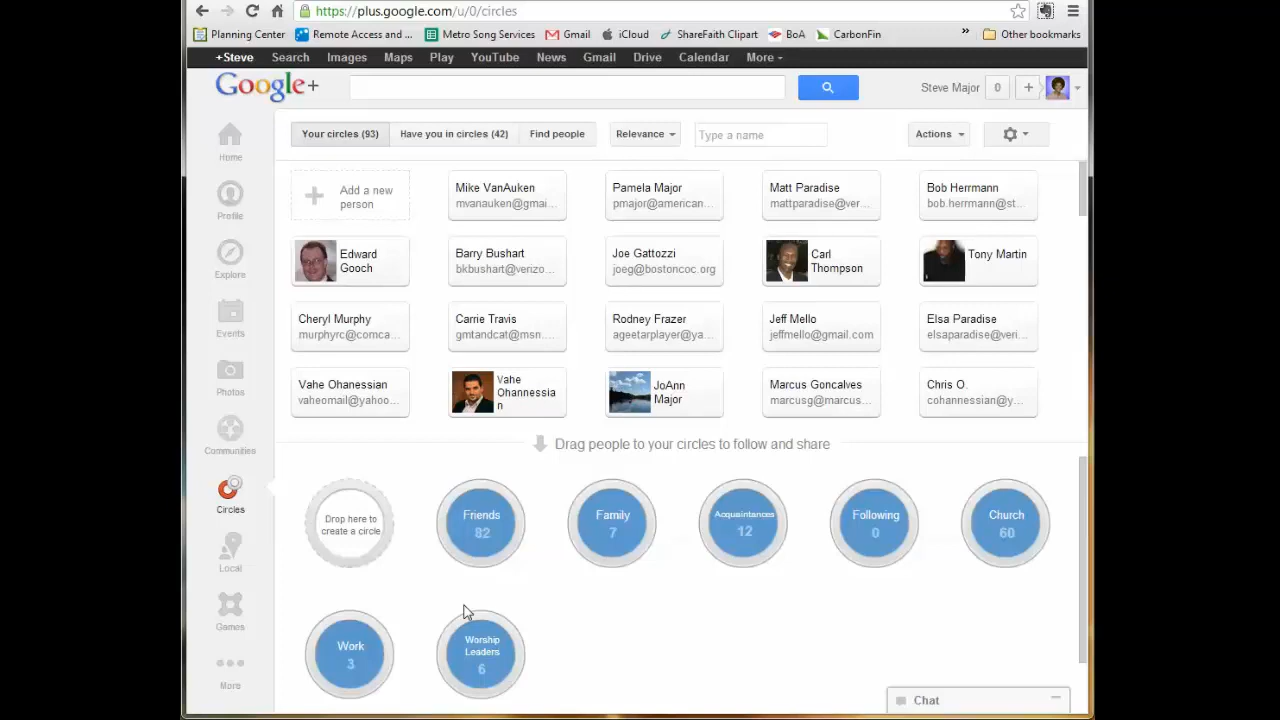 https://plus.google.com/u/0/circles
Planning Center Remote Access and ... Metro Song Services Gmail iCloud ShareFaith Clipart BoA CarbonFin » Other bookmarks
+Steve Search Images Maps Play YouTube News Gmail Drive Calendar More
Google+ Steve Major 0 +
Your circles (93) Have you in circles (42) Find people Relevance Type a name Actions
Home
Profile
Explore
Events
Photos
Communities
Circles
Local
Games
More
Add a new
person
Mike VanAuken
mvanauken@gmai...
Pamela Major
pmajor@american...
Matt Paradise
mattparadise@ver...
Bob Herrmann
bob.herrmann@st...
Edward
Gooch
Barry Bushart
bkbushart@verizo...
Joe Gattozzi
joeg@bostoncoc.org
Carl
Thompson
Tony Martin
Cheryl Murphy
murphyrc@comca...
Carrie Travis
gmtandcat@msn....
Rodney Frazer
ageetarplayer@ya...
Jeff Mello
jeffmello@gmail.com
Elsa Paradise
elsaparadise@veri...
Vahe Ohanessian
vaheomail@yahoo...
Vahe
Ohannessia
n
JoAnn
Major
Marcus Goncalves
marcusg@marcus...
Chris O.
cohannessian@y...
Drag people to your circles to follow and share
Drop here to
create a circle
Friends
82
Family
7
Acquaintances
12
Following
0
Church
60
Work
3
Worship
Leaders
6
Chat